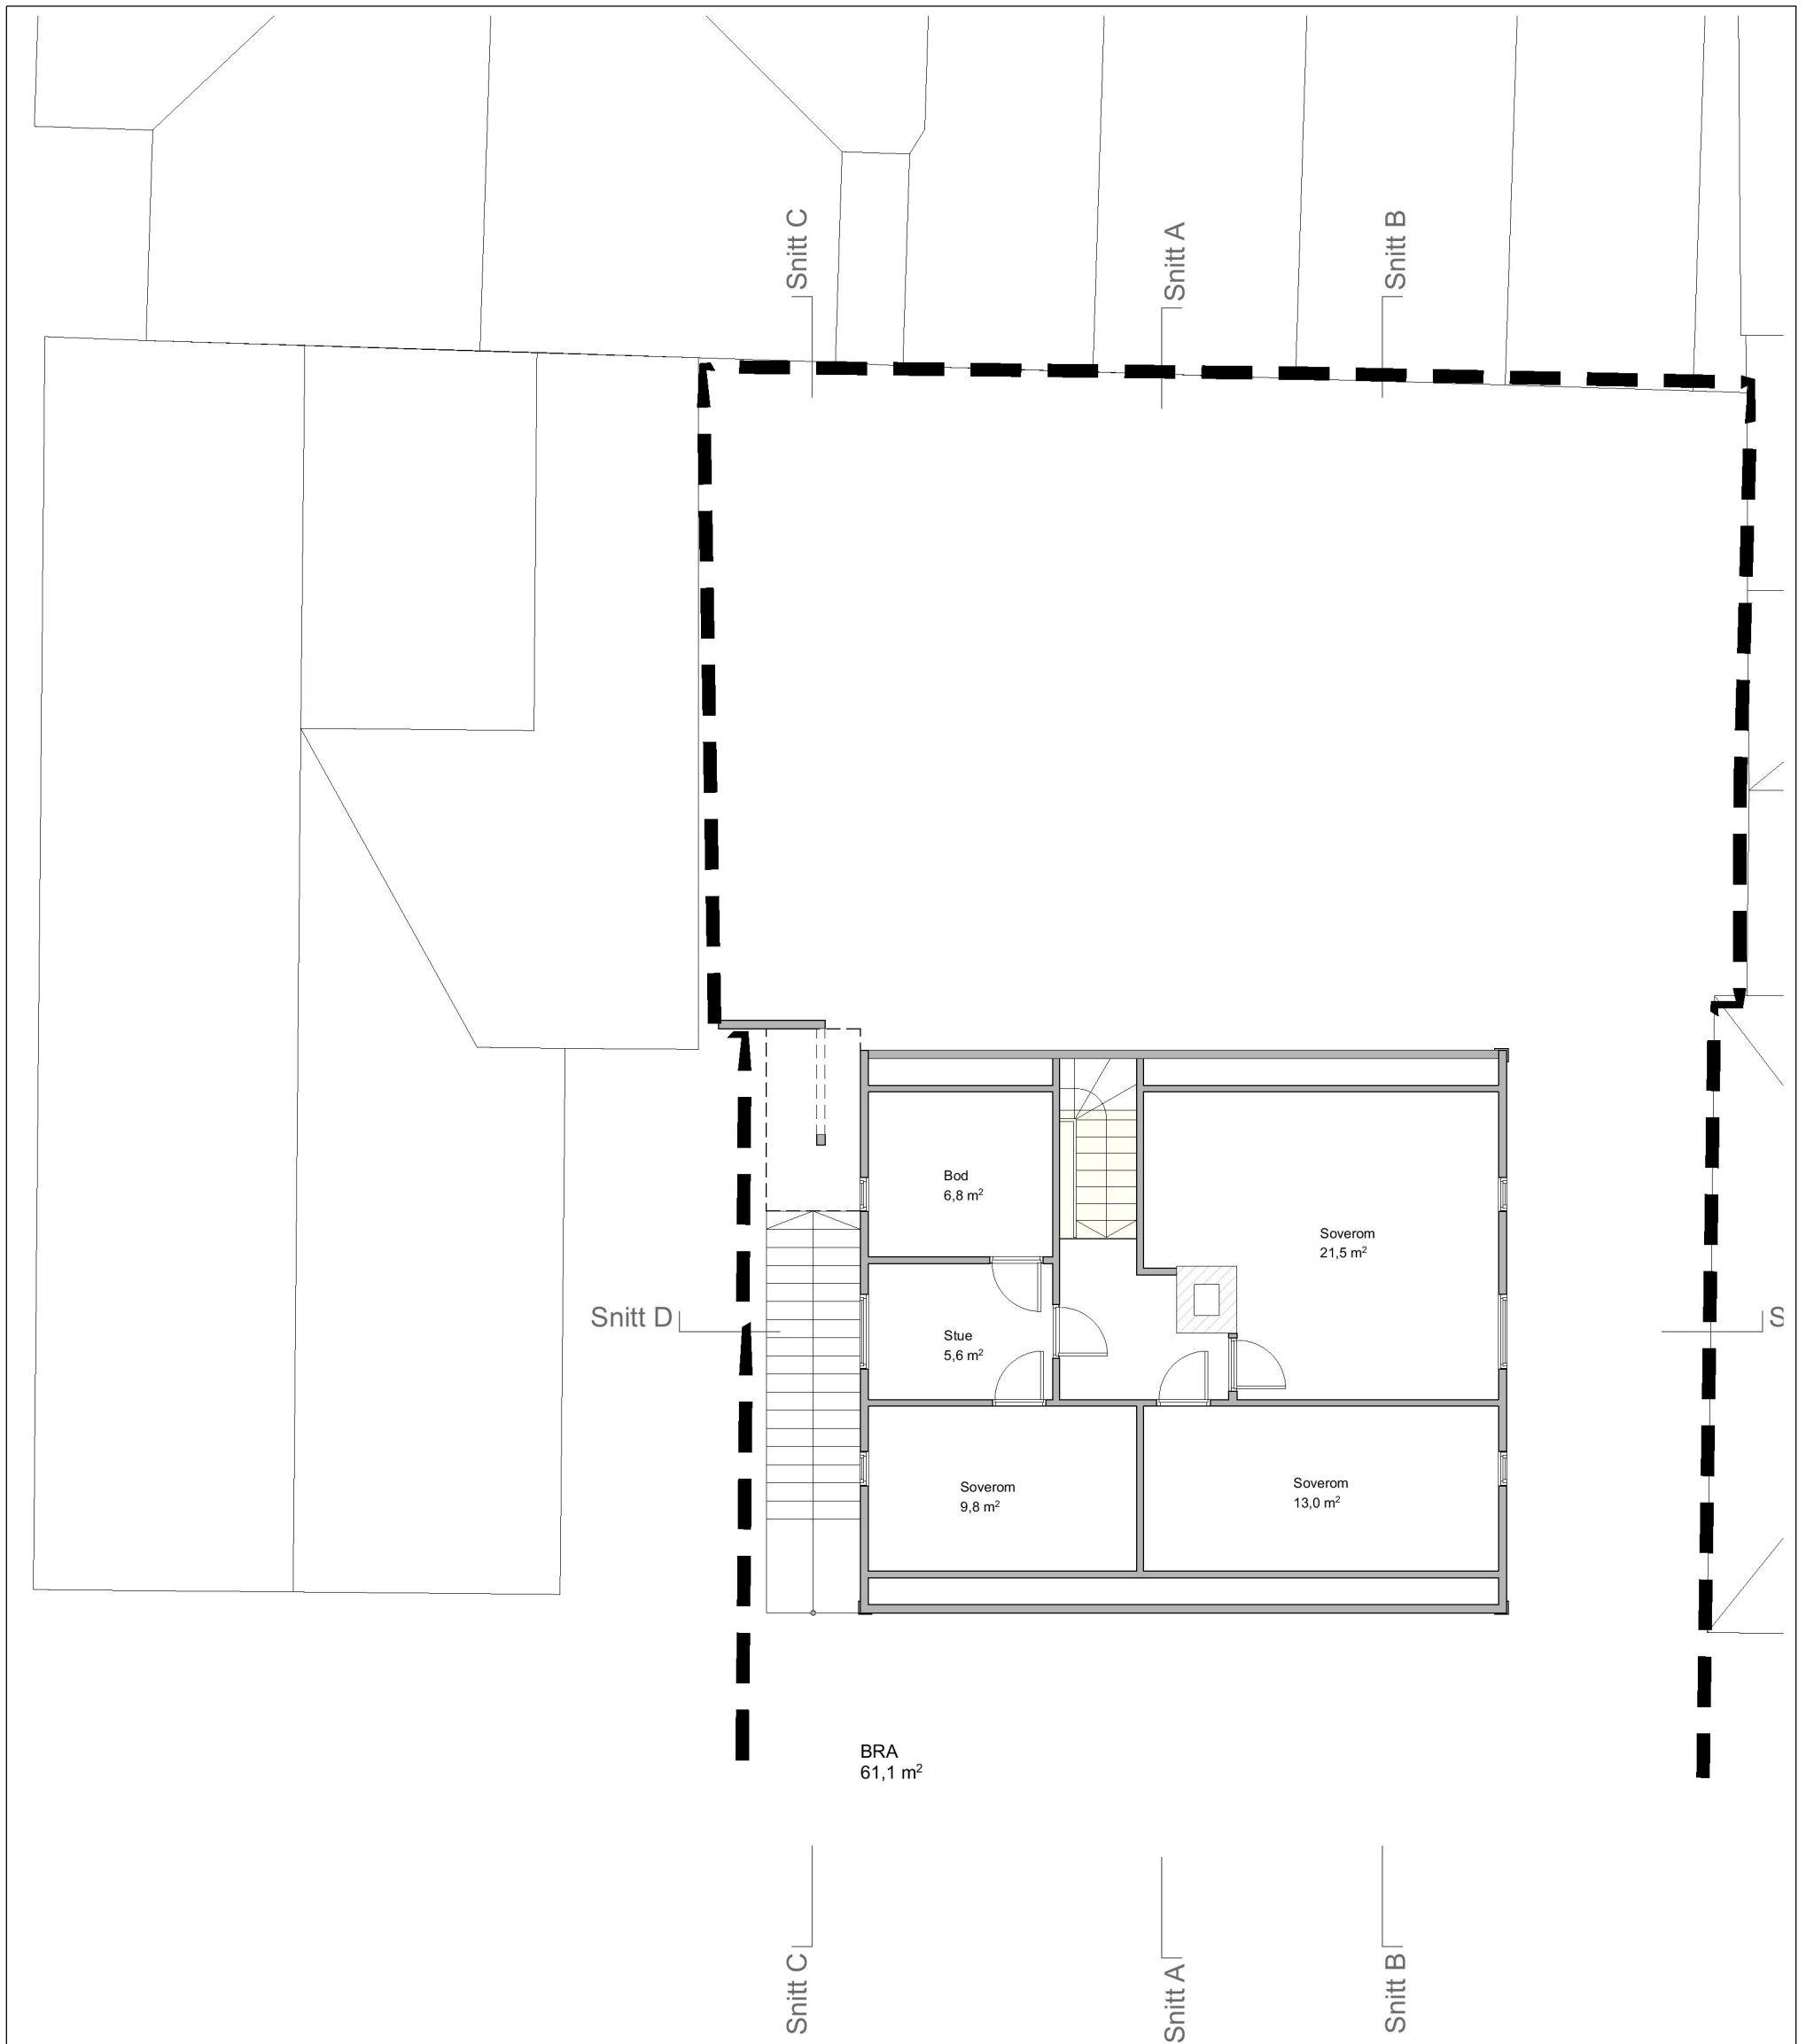 Snitt C
Snitt A
Snitt B
Bod
6,8 m²
Soverom
21,5 m²
Snitt D
S
Stue
5,6 m²
Soverom
9,8 m²
Soverom
13,0 m²
BRA
61,1 m²
Snitt C
Snitt A
Snitt B